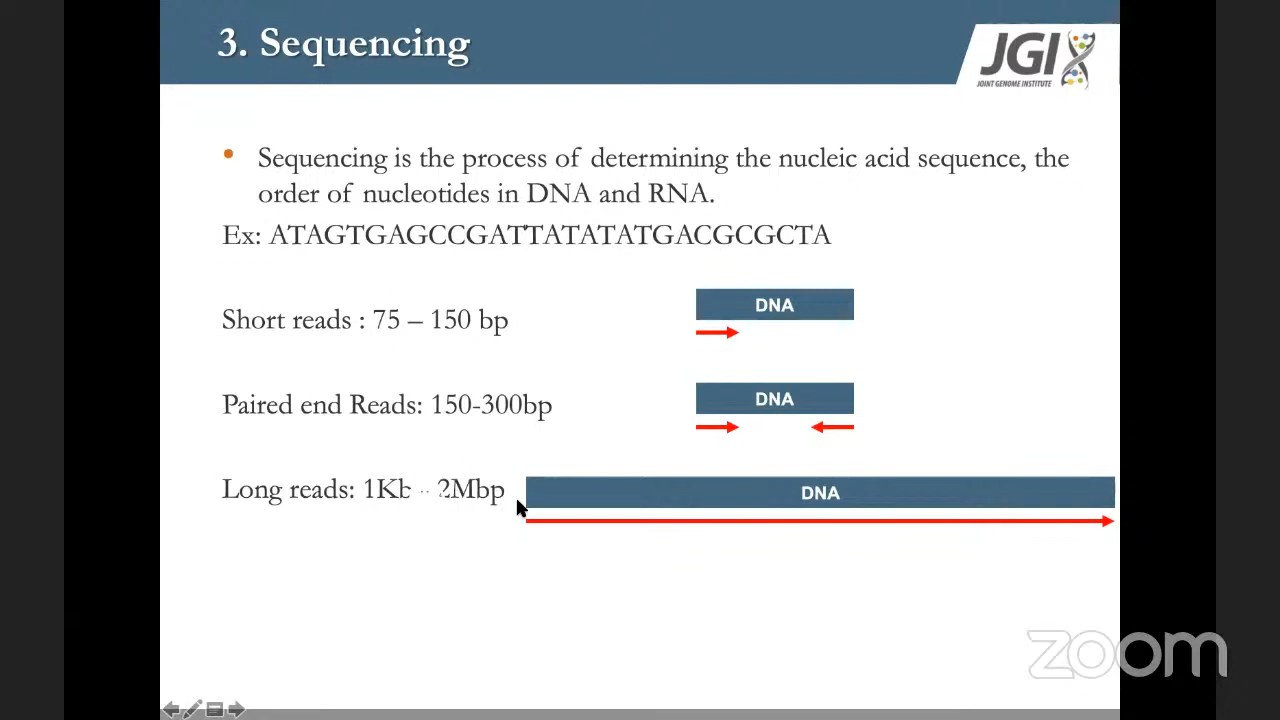 3. Sequencing
JGI
JOINT GENOME INSTITUTE
• Sequencing is the process of determining the nucleic acid sequence, the
order of nucleotides in DNA and RNA.
Ex: ATAGTGAGCCGATTATATATGACGCGCTA
DNA
Short reads : 75 – 150 bp
DNA
Paired end Reads: 150-300bp
Long reads: 1Kb - 2Mbp
DNA
zoom